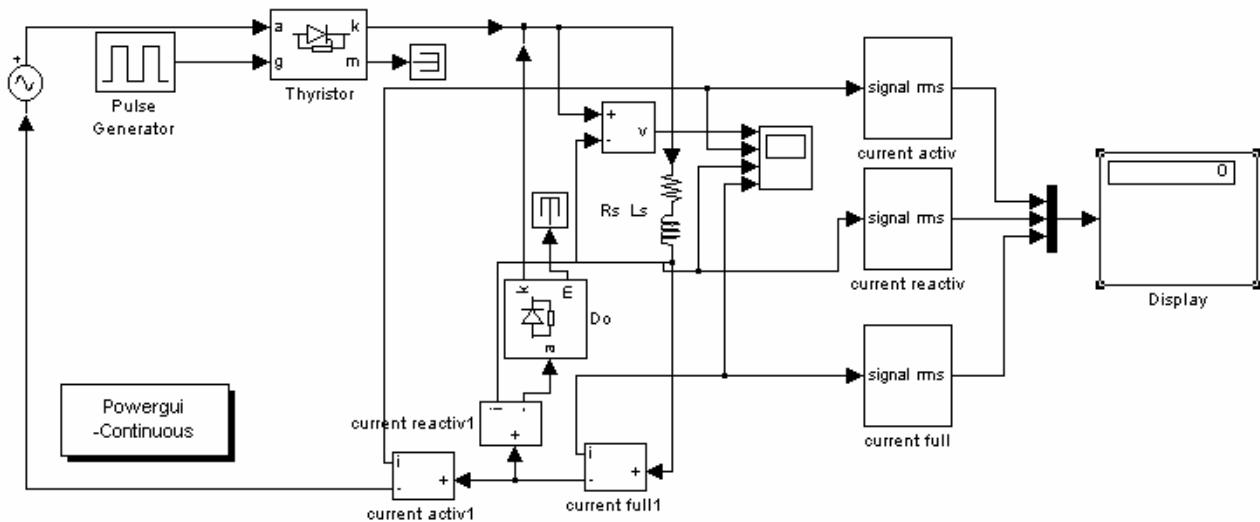 +
a
k
g
m
Thyristor
Pulse
Generator
signal rms
current activ
+
-
v
0
signal rms
current reactiv
Display
Rs Ls
k
m
a
Do
signal rms
current full
Powergui
-Continuous
current reactiv1
i
-
+
i
-
+
current activ1
i
-
+
current full1